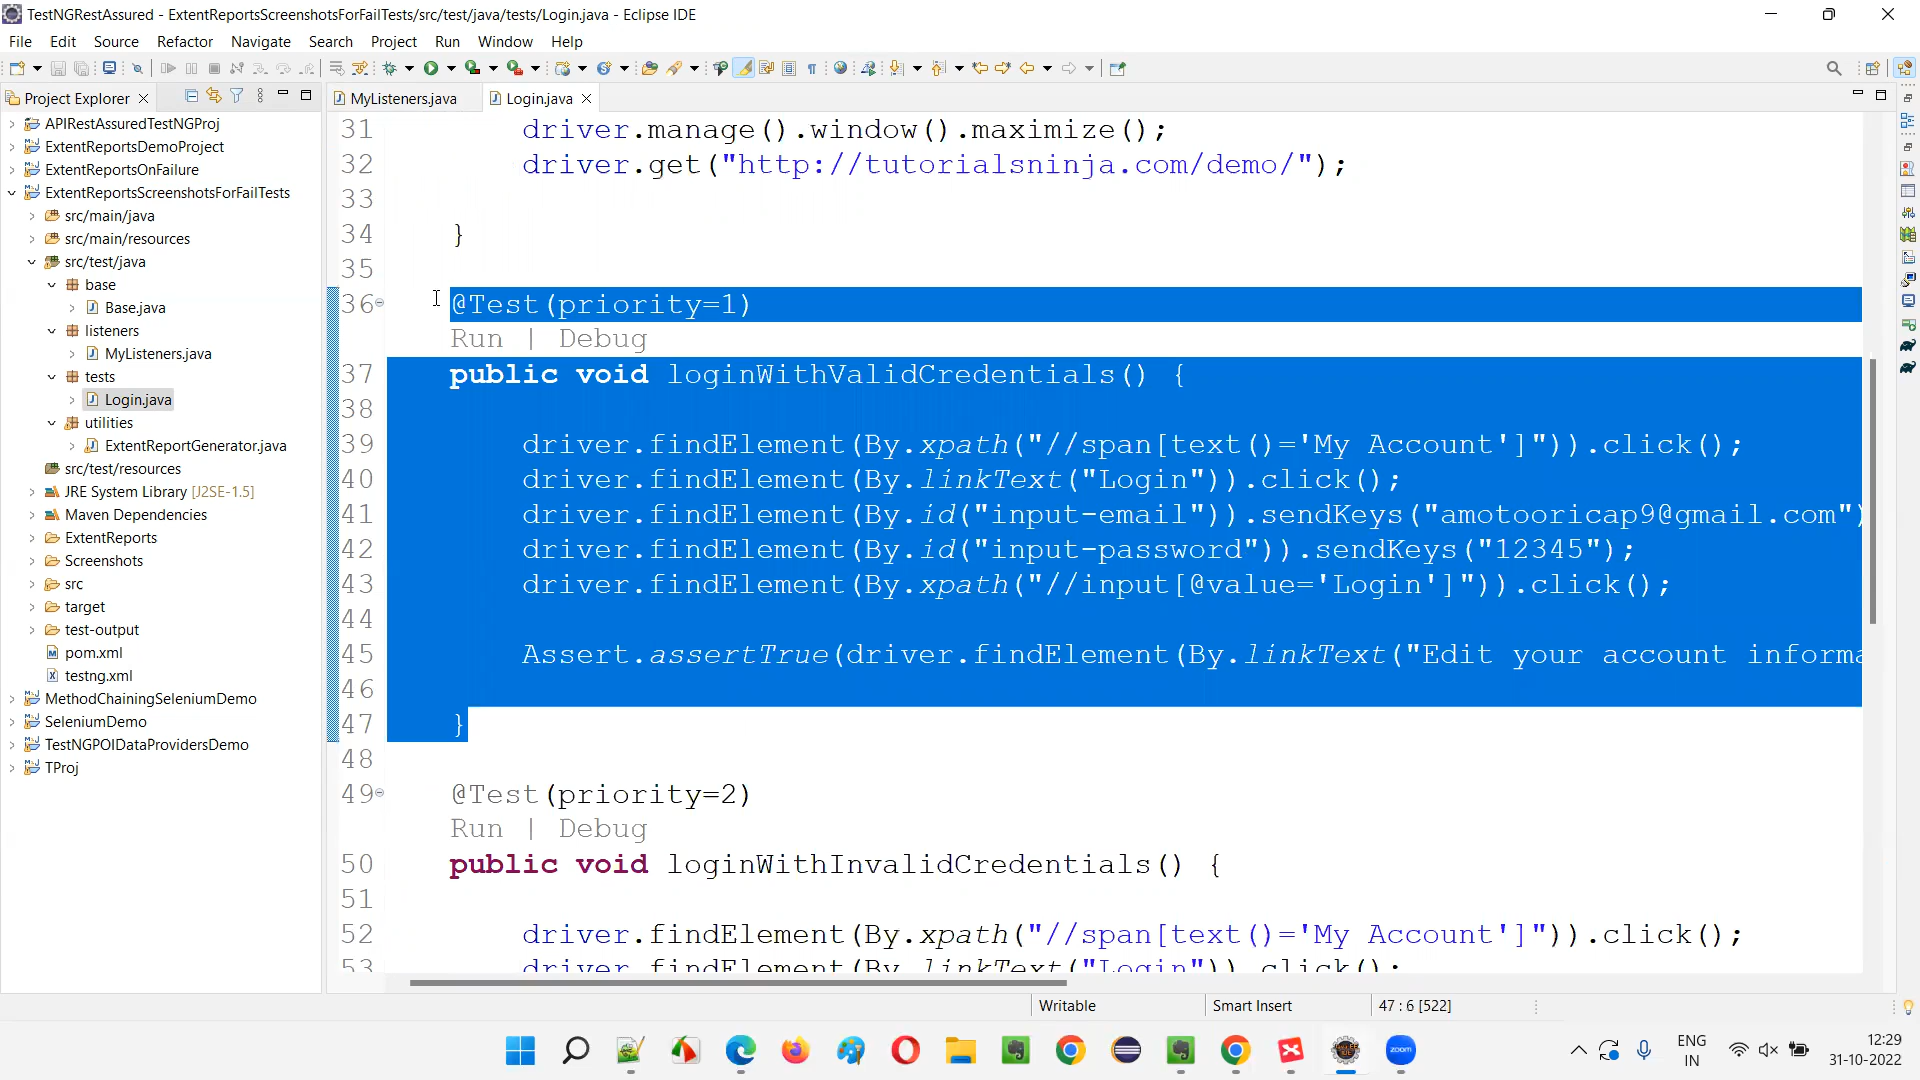 TestNGRestAssured - ExtentReportsScreenshotsForFailTests/src/test/java/tests/Login.java - Eclipse IDE
File Edit Source Refactor Navigate Search Project Run Window Help
Project Explorer
APIRestAssuredTestNGProj
ExtentReportsDemoProject
ExtentReportsOnFailure
ExtentReportsScreenshotsForFailTests
src/main/java
src/main/resources
src/test/java
base
Base.java
listeners
MyListeners.java
tests
Login.java
utilities
ExtentReportGenerator.java
src/test/resources
JRE System Library [J2SE-1.5]
Maven Dependencies
ExtentReports
Screenshots
src
target
test-output
pom.xml
testng.xml
MethodChainingSeleniumDemo
SeleniumDemo
TestNGPOIDataProvidersDemo
TProj
MyListeners.java Login.java
31 driver.manage().window().maximize();
32 driver.get("http://tutorialsninja.com/demo/");
33
34 }
35
36 @Test(priority=1)
Run | Debug
37 public void loginWithValidCredentials() {
38
39 driver.findElement(By.xpath("//span[text()='My Account']")).click();
40 driver.findElement(By.linkText("Login")).click();
41 driver.findElement(By.id("input-email")).sendKeys("amotooricap9@gmail.com")
42 driver.findElement(By.id("input-password")).sendKeys("12345");
43 driver.findElement(By.xpath("//input[@value='Login']")).click();
44
45 Assert.assertTrue(driver.findElement(By.linkText("Edit your account informa
46
47 }
48
49 @Test(priority=2)
Run | Debug
50 public void loginWithInvalidCredentials() {
51
52 driver.findElement(By.xpath("//span[text()='My Account']")).click();
53 driver.findElement(By.linkText("Login")).click();
Writable Smart Insert 47 : 6 [522]
zoom
ENG
IN
12:29
31-10-2022